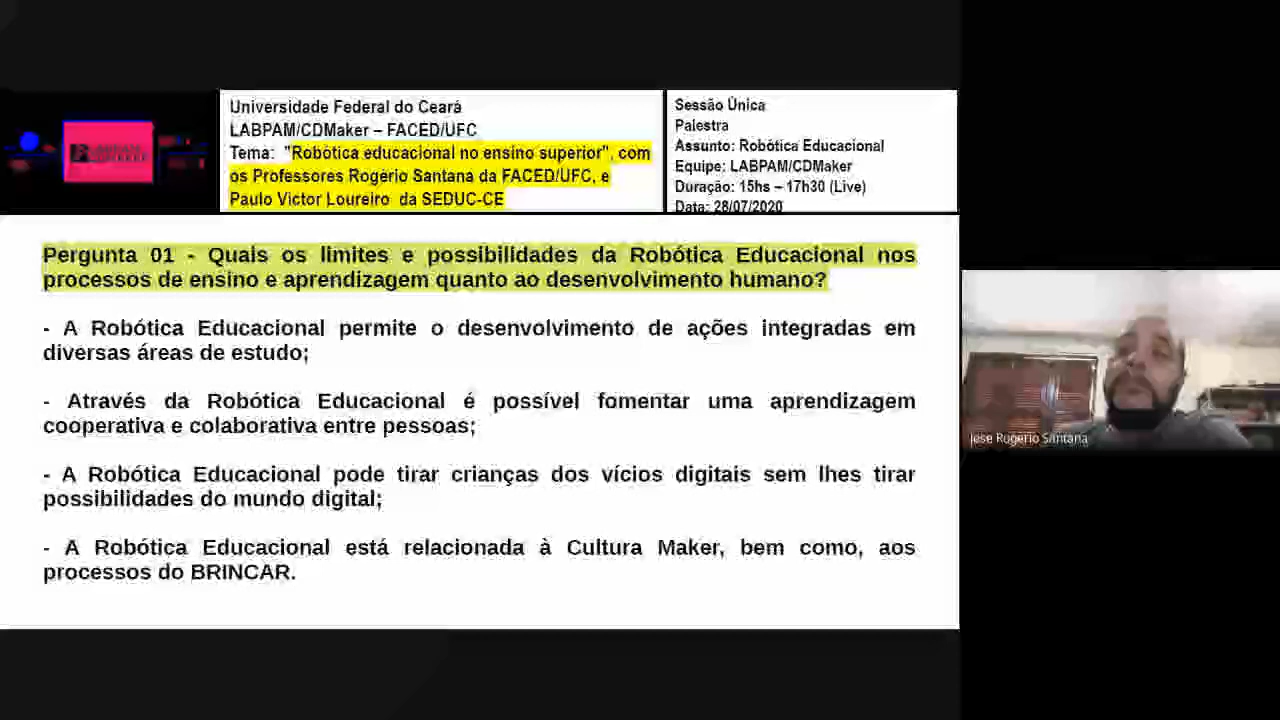 Universidade Federal do Ceará
LABPAM/CDMaker – FACED/UFC
Tema: "Robótica educacional no ensino superior", com
os Professores Rogério Santana da FACED/UFC, e
Paulo Victor Loureiro da SEDUC-CE
Sessão Única
Palestra
Assunto: Robótica Educacional
Equipe: LABPAM/CDMaker
Duração: 15hs – 17h30 (Live)
Data: 28/07/2020
Pergunta 01 - Quais os limites e possibilidades da Robótica Educacional nos
processos de ensino e aprendizagem quanto ao desenvolvimento humano?
- A Robótica Educacional permite o desenvolvimento de ações integradas em
diversas áreas de estudo;
- Através da Robótica Educacional é possível fomentar uma aprendizagem
cooperativa e colaborativa entre pessoas;
- A Robótica Educacional pode tirar crianças dos vícios digitais sem lhes tirar
possibilidades do mundo digital;
- A Robótica Educacional está relacionada à Cultura Maker, bem como, aos
processos do BRINCAR.
Jose Rogerio Santana